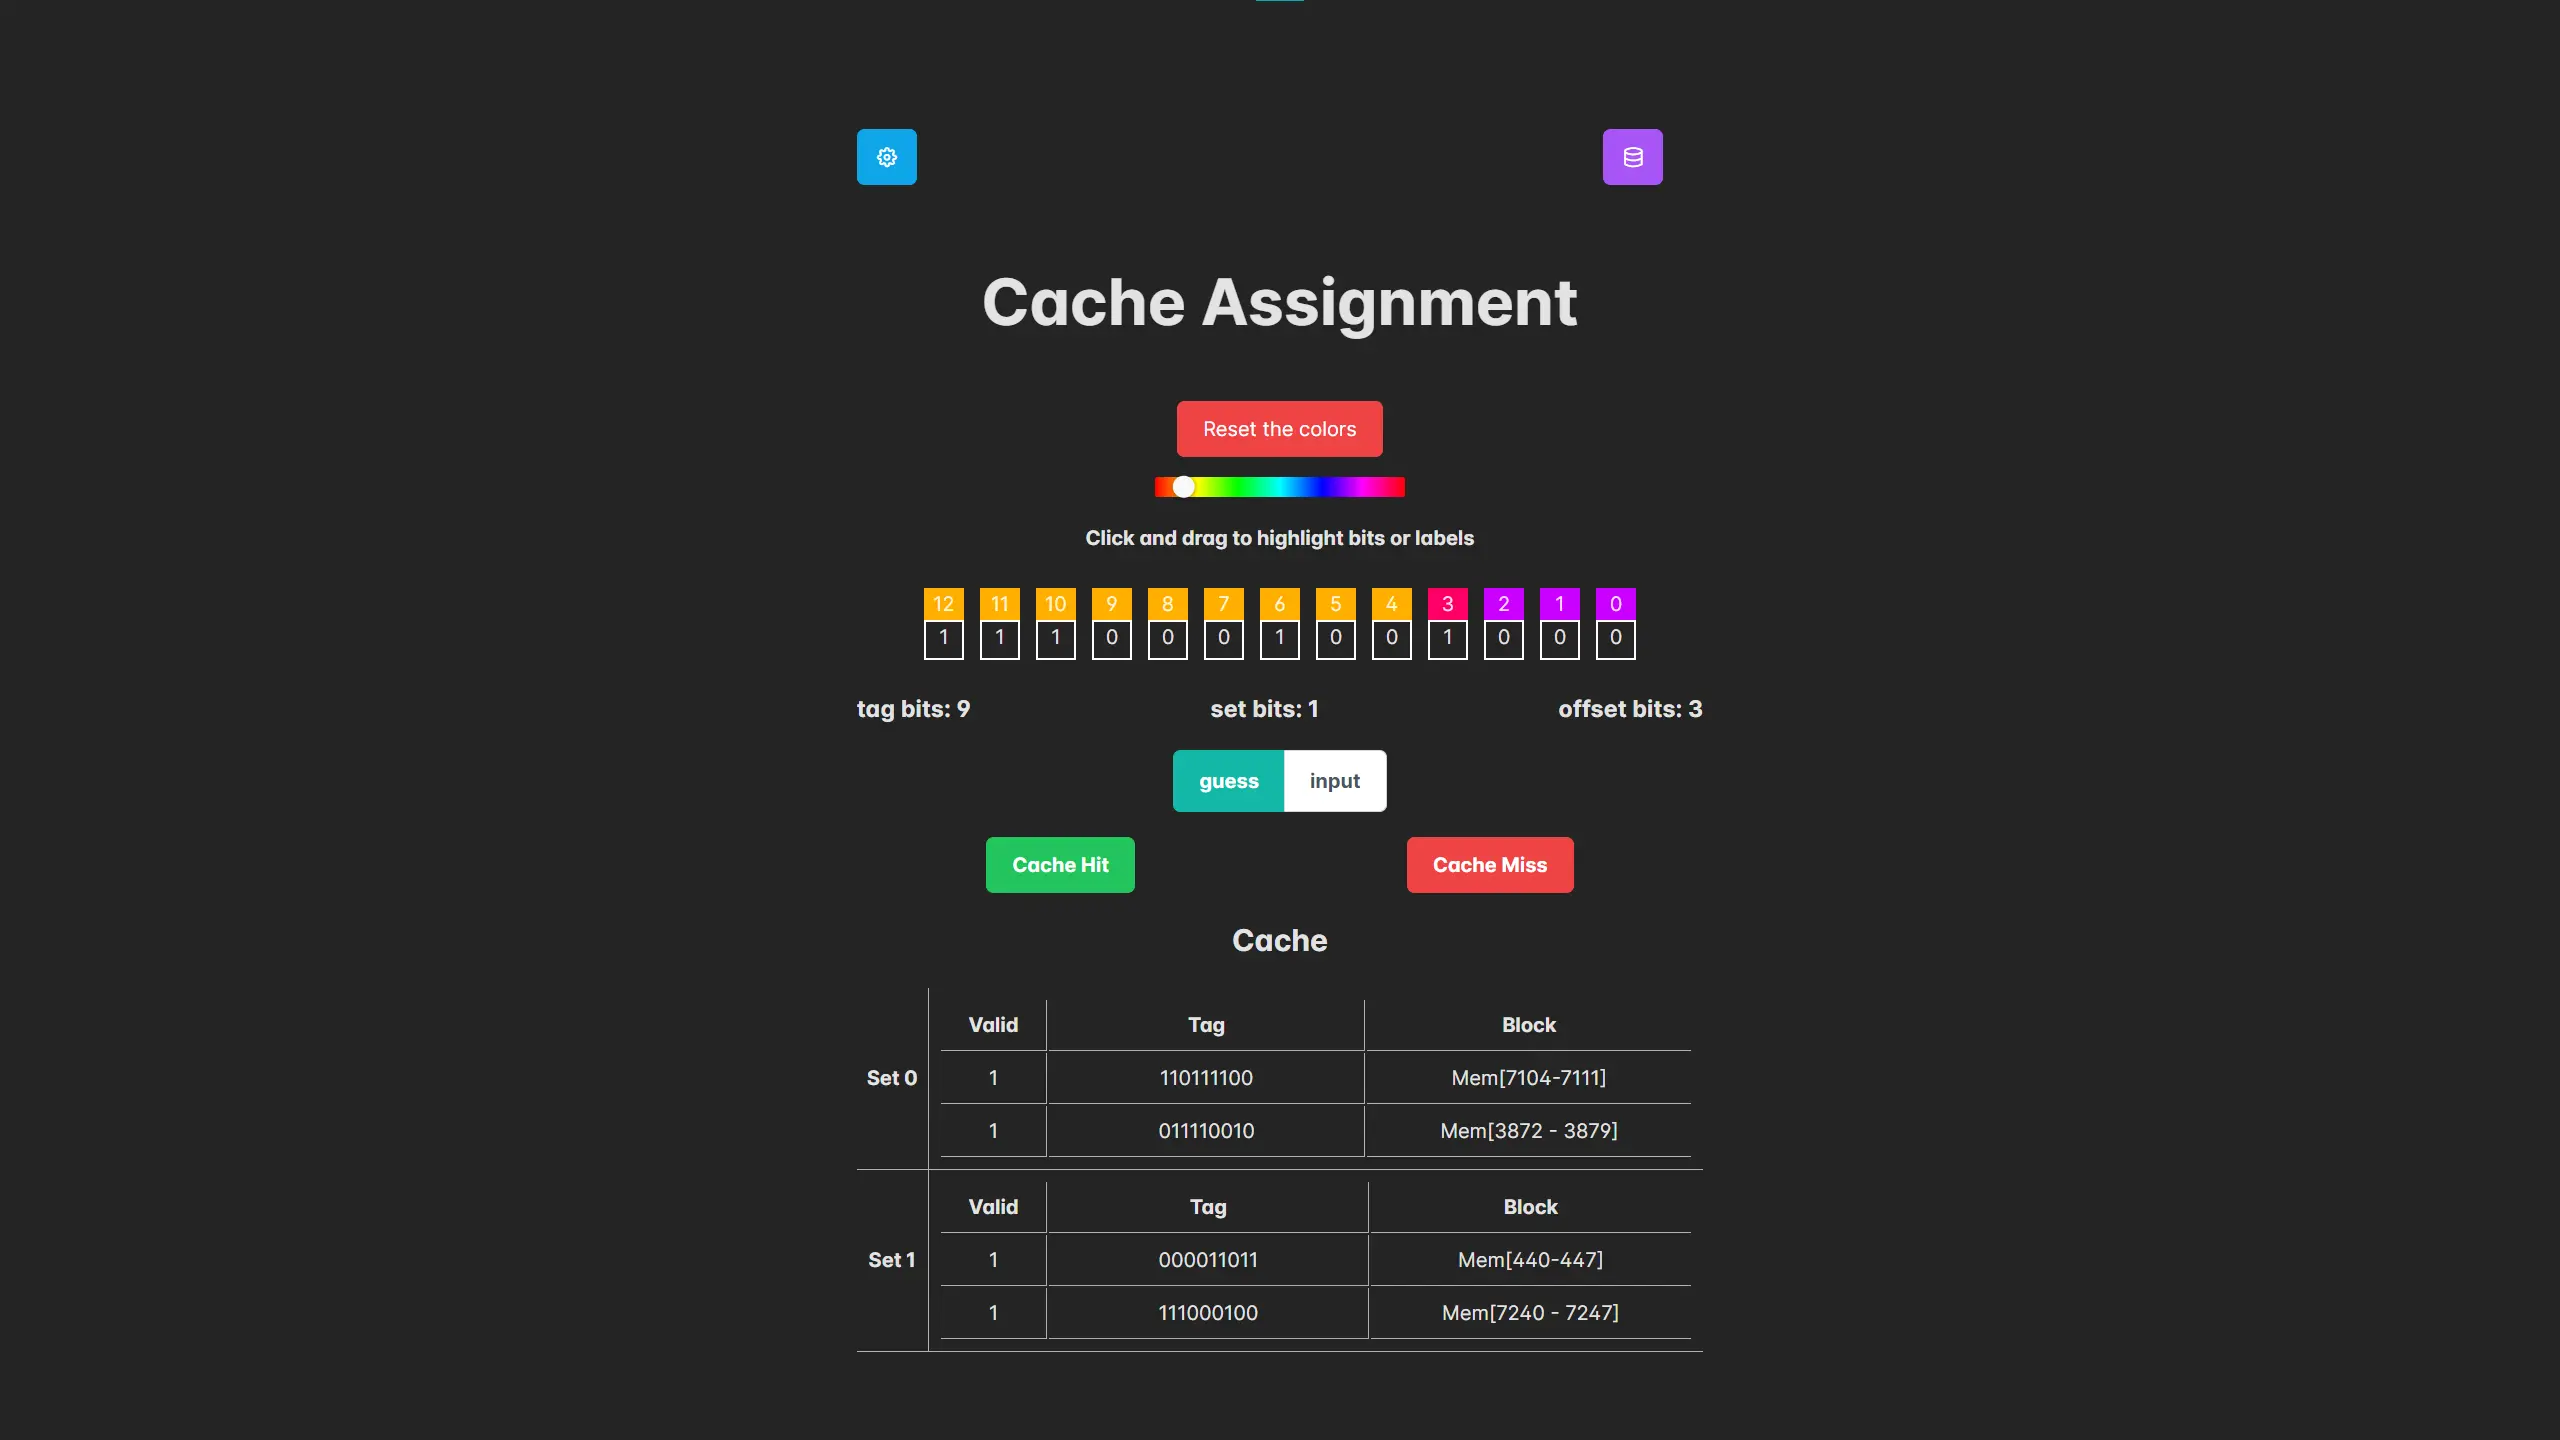 Cache Assignment
Reset the colors
Click and drag to highlight bits or labels
12 11 10 9 8 7 6 5 4 3 2 1 0
1 1 1 0 0 0 1 0 0 1 0 0 0
tag bits: 9 set bits: 1 offset bits: 3
guess input
Cache Hit Cache Miss
Cache
Valid Tag Block
Set 0 1 110111100 Mem[7104-7111]
1 011110010 Mem[3872 - 3879]
Valid Tag Block
Set 1 1 000011011 Mem[440-447]
1 111000100 Mem[7240 - 7247]